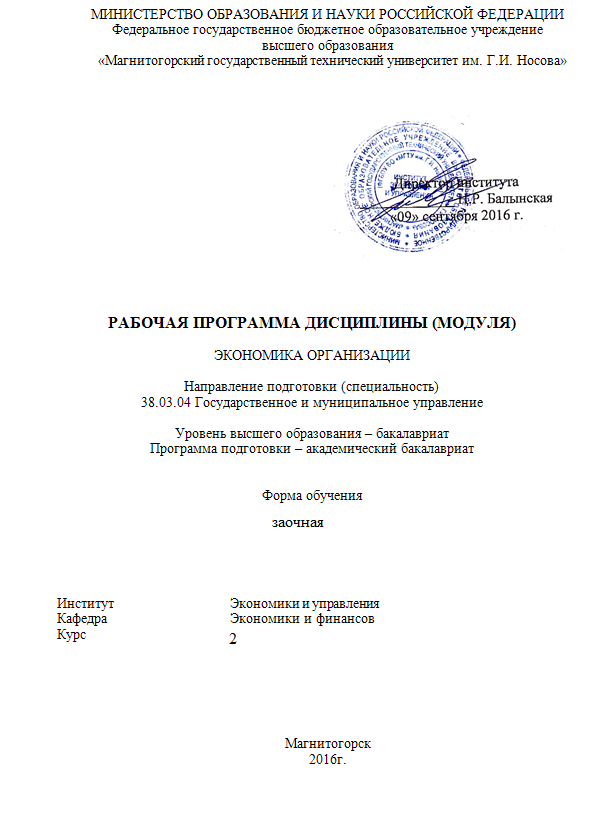 МИНИСТЕРСТВО ОБРАЗОВАНИЯ И НАУКИ РОССИЙСКОЙ ФЕДЕРАЦИИ
Федеральное государственное бюджетное образовательное учреждение
высшего образования
«Магнитогорский государственный технический университет им. Г.И. Носова»
Директор института
Н.Р. Балынская
«09» сентября 2016 г.
РАБОЧАЯ ПРОГРАММА ДИСЦИПЛИНЫ (МОДУЛЯ)
ЭКОНОМИКА ОРГАНИЗАЦИИ
Направление подготовки (специальность)
38.03.04 Государственное и муниципальное управление
Уровень высшего образования – бакалавриат
Программа подготовки – академический бакалавриат
Форма обучения
заочная
Институт Экономики и управления
Кафедра Экономики и финансов
Курс 2
Магнитогорск
2016г.